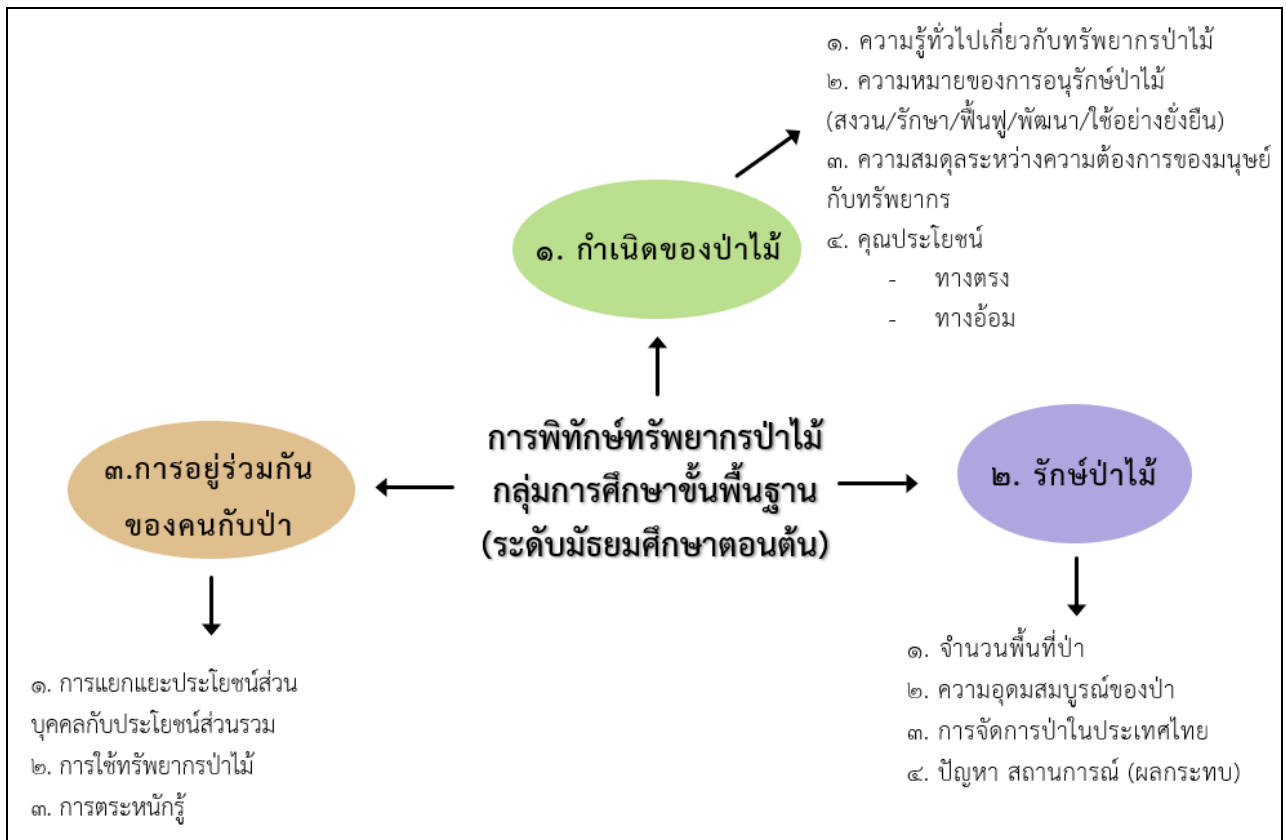 ๑. ความรู้ทั่วไปเกี่ยวกับทรัพยากรป่าไม้
๒. ความหมายของการอนุรักษ์ป่าไม้
(สงวน/รักษา/ฟื้นฟู/พัฒนา/ใช้อย่างยั่งยืน)
๓. ความสมดุลระหว่างความต้องการของมนุษย์
กับทรัพยากร
๔. คุณประโยชน์
- ทางตรง
- ทางอ้อม
๑. กำเนิดของป่าไม้
การพิทักษ์ทรัพยากรป่าไม้
กลุ่มการศึกษาขั้นพื้นฐาน
(ระดับมัธยมศึกษาตอนต้น)
๒. รักษ์ป่าไม้
๑. จำนวนพื้นที่ป่า
๒. ความอุดมสมบูรณ์ของป่า
๓. การจัดการป่าในประเทศไทย
๔. ปัญหา สถานการณ์ (ผลกระทบ)
๓.การอยู่ร่วมกัน
ของคนกับป่า
๑. การแยกแยะประโยชน์ส่วน
บุคคลกับประโยชน์ส่วนรวม
๒. การใช้ทรัพยากรป่าไม้
๓. การตระหนักรู้